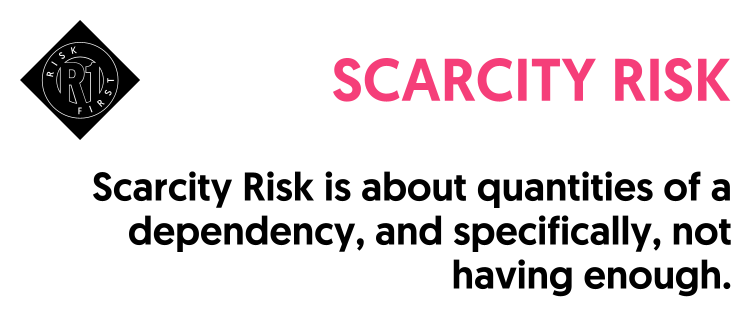 RISK
R1
FIRST
SCARCITY RISK
Scarcity Risk is about quantities of a
dependency, and specifically, not
having enough.